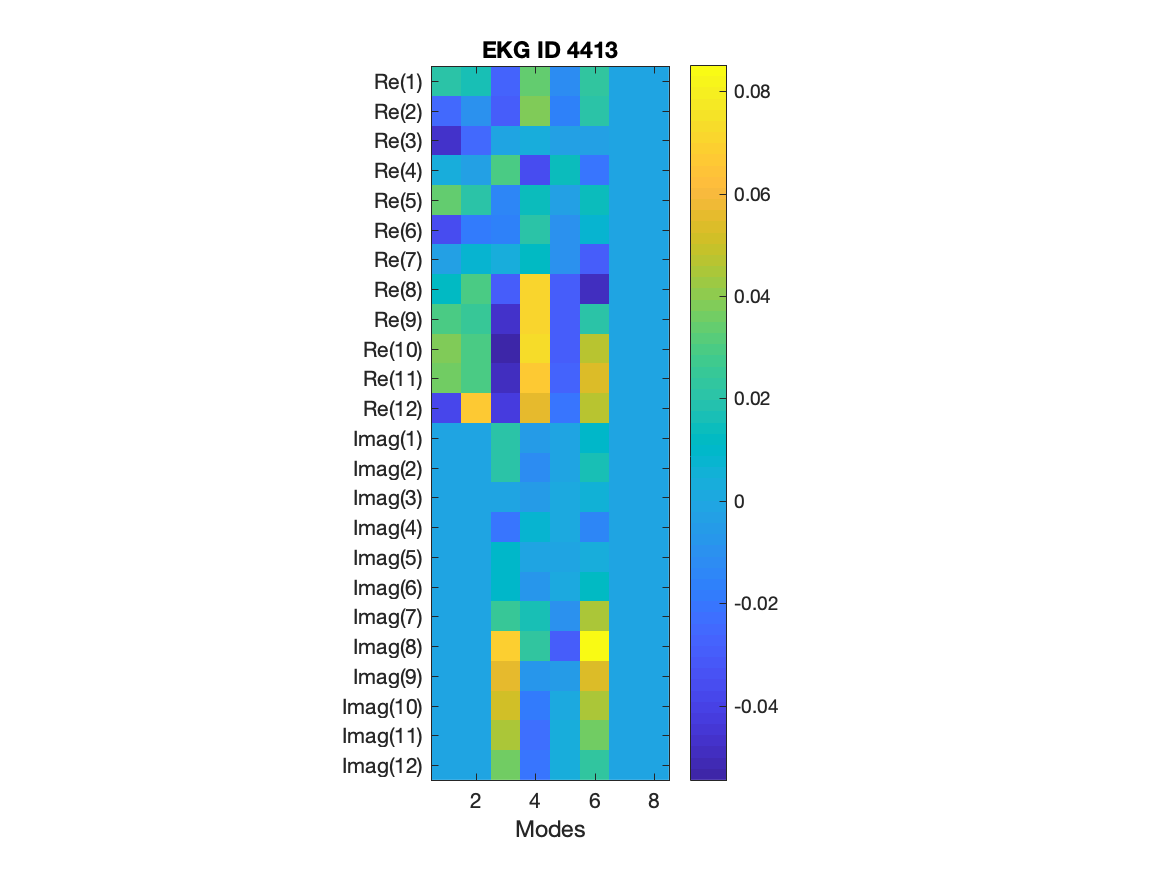 EKG ID 4413
Re(1)
Re(2)
Re(3)
Re(4)
Re(5)
Re(6)
Re(7)
Re(8)
Re(9)
Re(10)
Re(11)
Re(12)
Imag(1)
Imag(2)
Imag(3)
Imag(4)
Imag(5)
Imag(6)
Imag(7)
Imag(8)
Imag(9)
Imag(10)
Imag(11)
Imag(12)
2 4 6 8
Modes
0.08
0.06
0.04
0.02
0
-0.02
-0.04